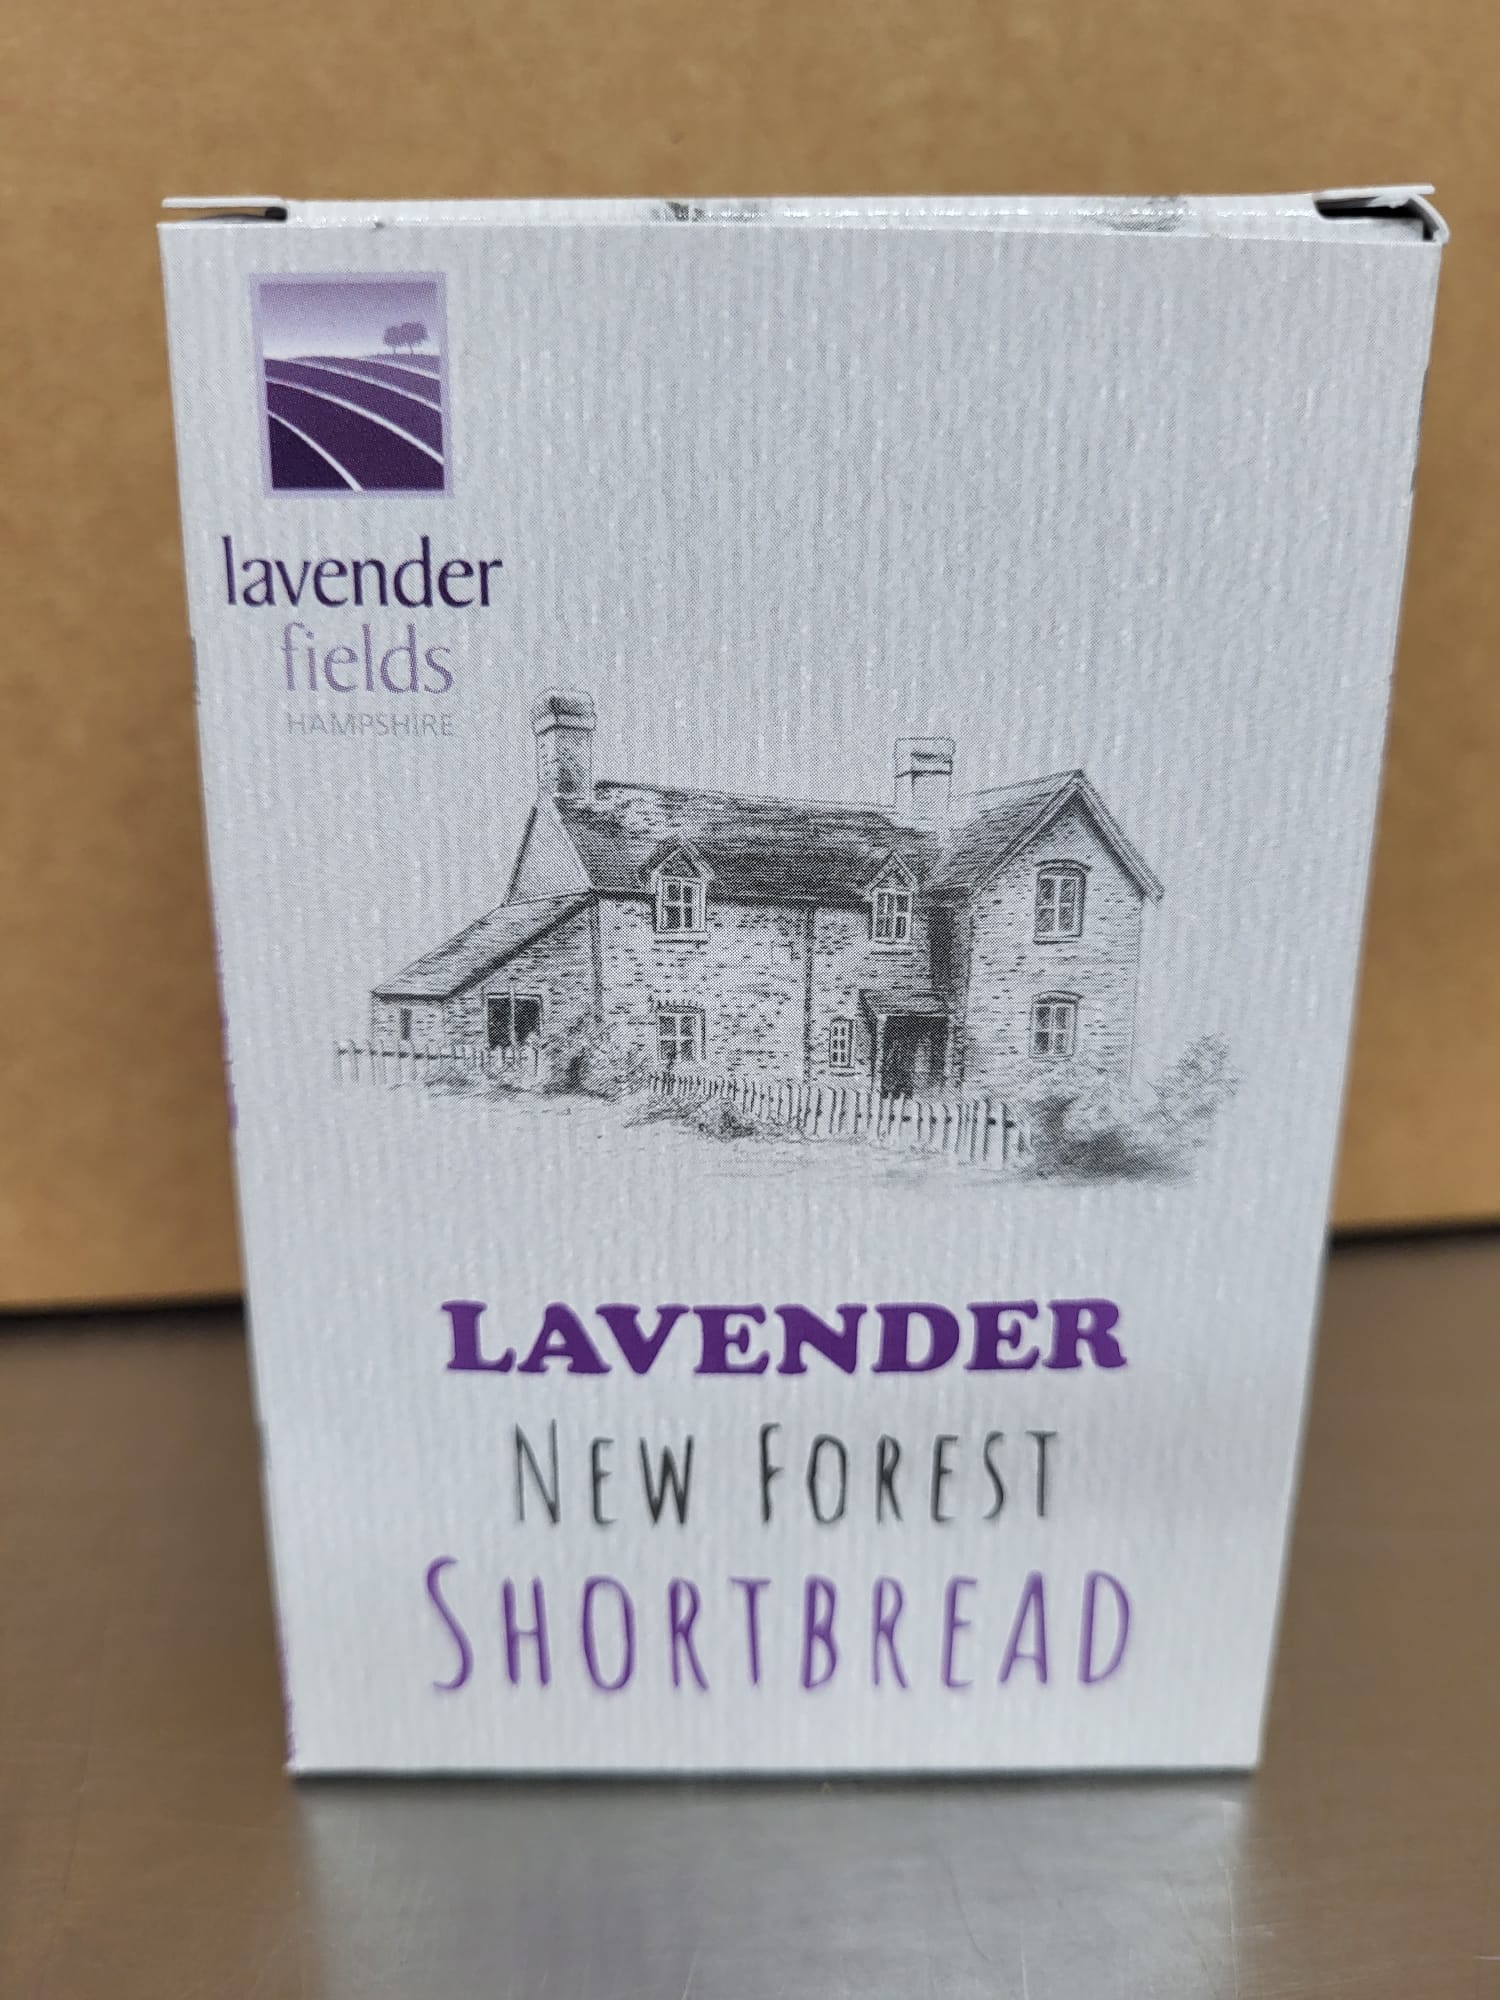 lavender
fields
HAMPSHIRE
LAVENDER
NEW FOREST
SHORTBREAD